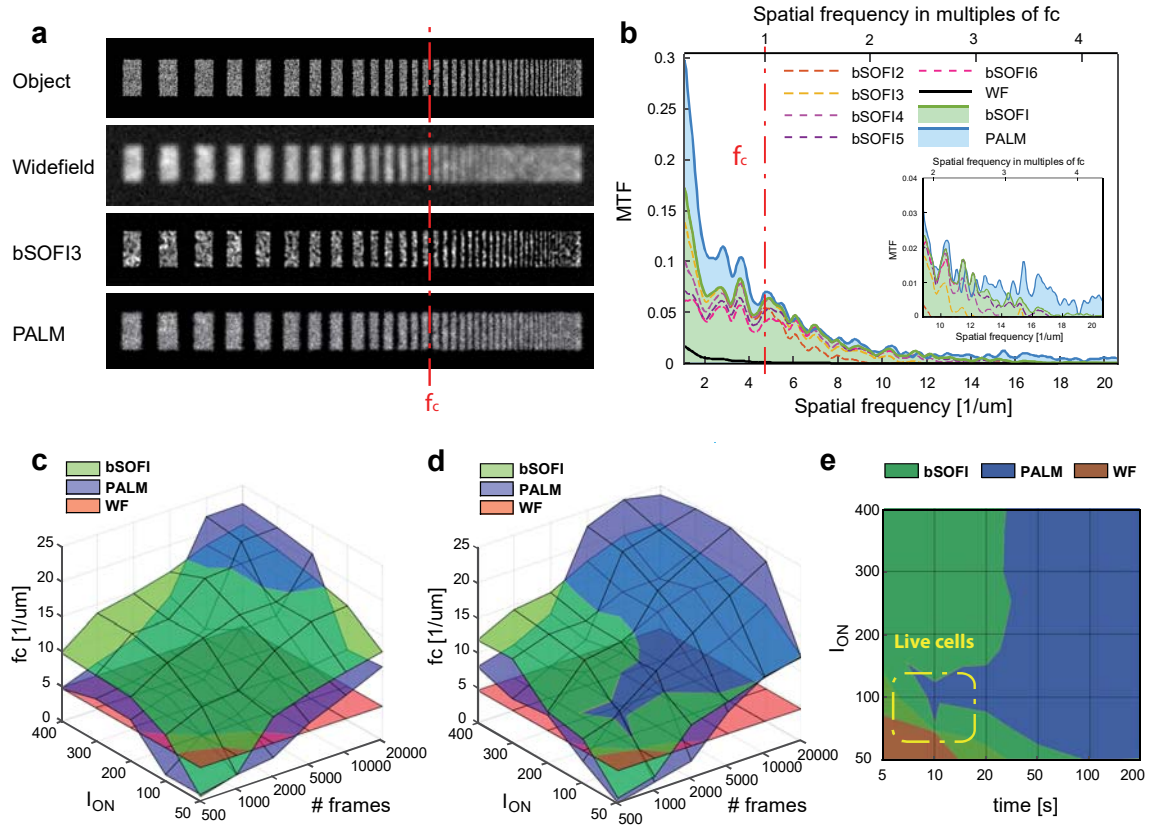 a
Object
Widefield
bSOFI3
PALM
fc
b
Spatial frequency in multiples of fc
1 2 3 4
0.3
0.25
0.2
0.15
0.1
0.05
0
MTF
fc
bSOFI2
bSOFI3
bSOFI4
bSOFI5
bSOFI6
WF
bSOFI
PALM
2 4 6 8 10 12 14 16 18 20
Spatial frequency [1/um]
Spatial frequency in multiples of fc
2 3 4
0.04
0.03
0.02
0.01
0
MTF
10 12 14 16 18 20
Spatial frequency [1/um]
c
bSOFI
PALM
WF
25
20
15
10
5
0
fc [1/um]
400
300
200
100
50
ION
500
1000
2000
5000
10000
20000
# frames
d
bSOFI
PALM
WF
25
20
15
10
5
0
fc [1/um]
400
300
200
100
50
ION
500
1000
2000
5000
10000
20000
# frames
e
bSOFI PALM WF
400
300
200
100
50
ION
Live cells
5 10 20 50 100 200
time [s]